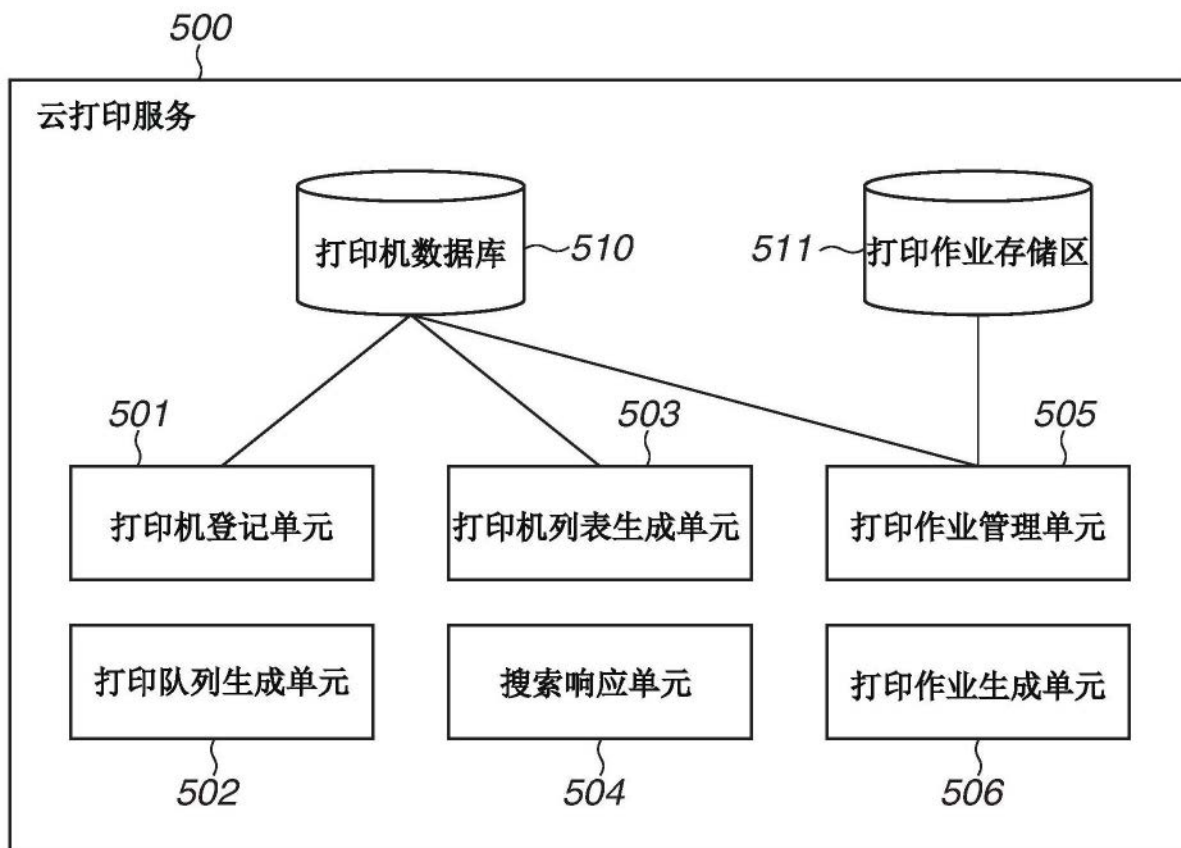 500
云打印服务
打印机数据库
510
511
打印作业存储区
501
503
505
打印机登记单元
打印机列表生成单元
打印作业管理单元
打印队列生成单元
搜索响应单元
打印作业生成单元
502
504
506